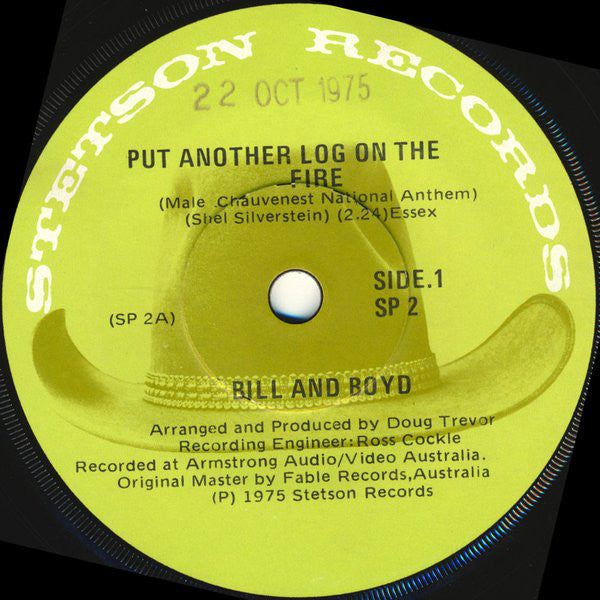 STETSON RECORDS
22 OCT 1975
PUT ANOTHER LOG ON THE
FIRE
(Male Chauvenest National Anthem)
(Shel Silverstein) (2.24)Essex
SIDE.1
SP 2
(SP 2A)
BILL AND BOYD
Arranged and Produced by Doug Trevor
Recording Engineer:Ross Cockle
Recorded at Armstrong Audio/Video Australia.
Original Master by Fable Records,Australia
(P) 1975 Stetson Records